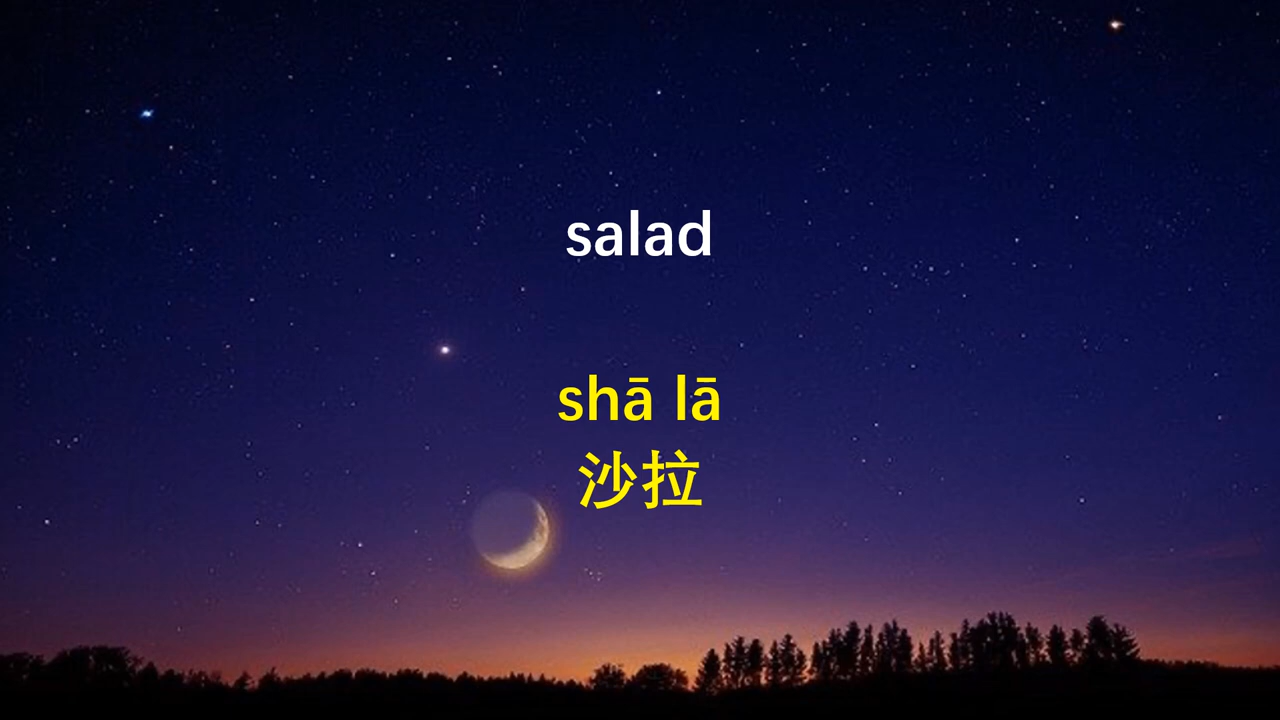 salad
shā lā
沙拉